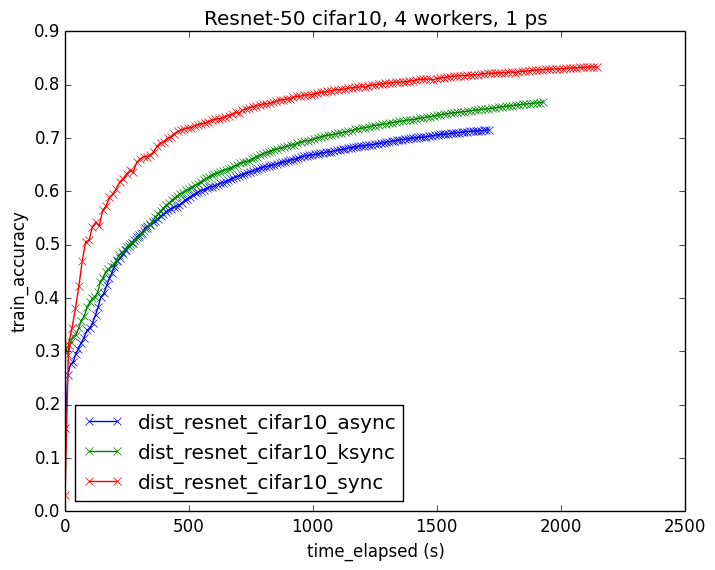 Resnet-50 cifar10, 4 workers, 1 ps
0.9
0.8
0.7
0.6
0.5
0.4
0.3
0.2
0.1
0.0
train_accuracy
dist_resnet_cifar10_async
dist_resnet_cifar10_ksync
dist_resnet_cifar10_sync
0 500 1000 1500 2000 2500
time_elapsed (s)